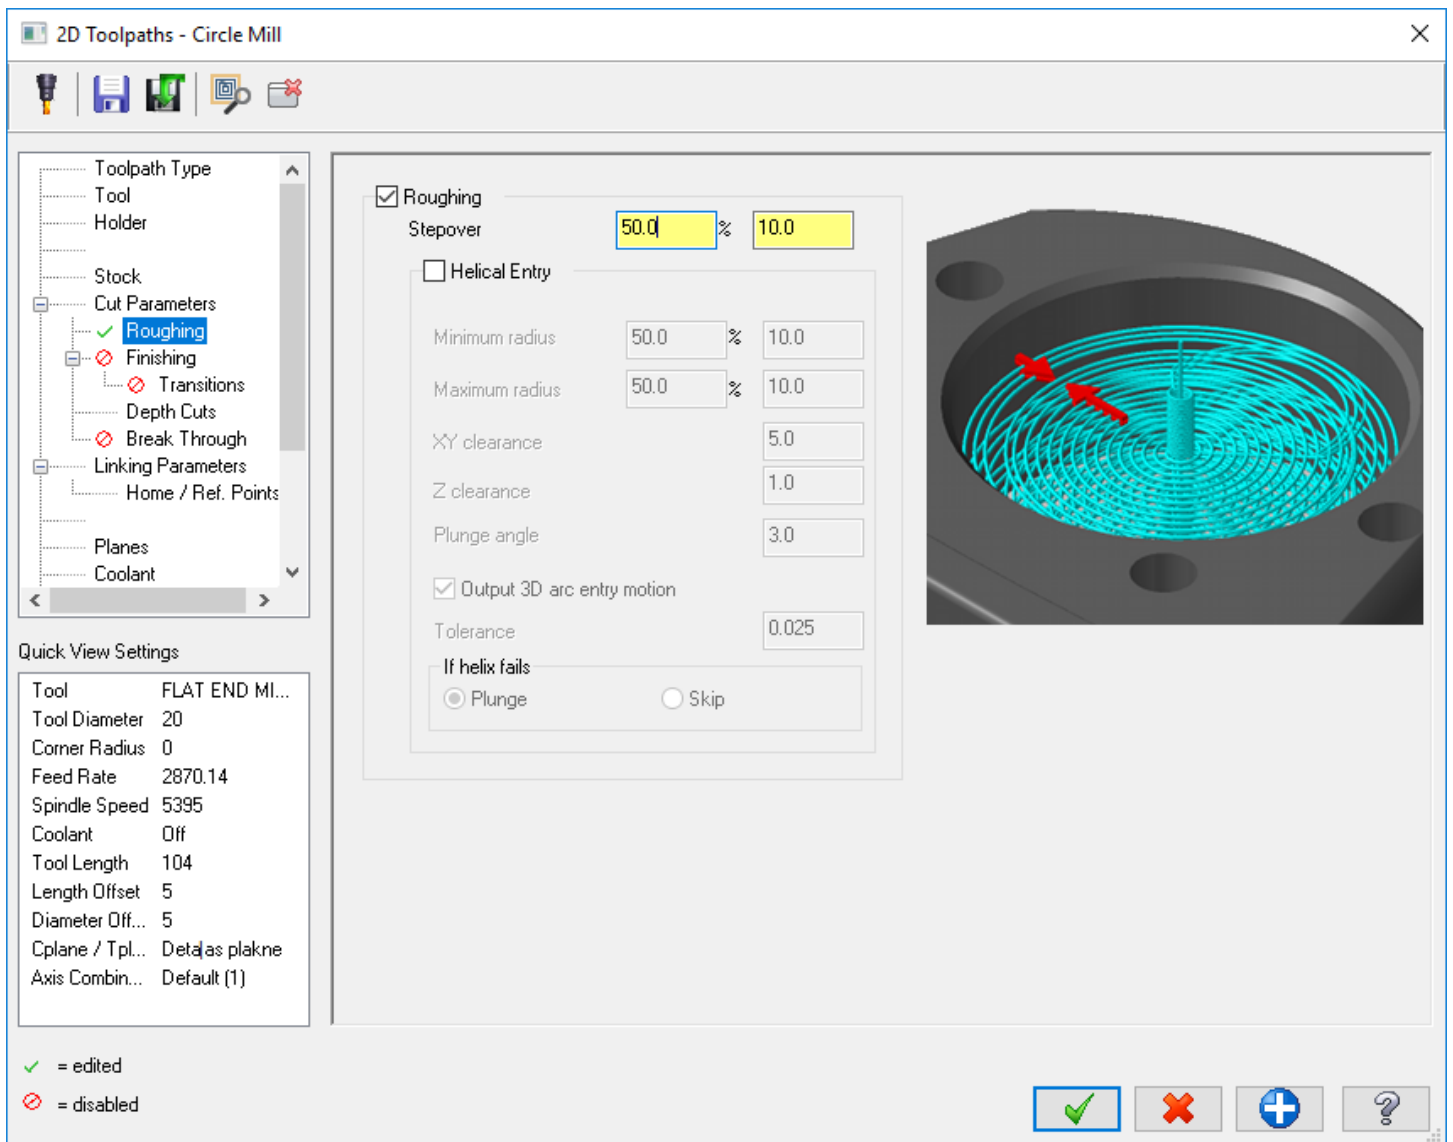 2D Toolpaths - Circle Mill
Toolpath Type
Tool
Holder
Stock
Cut Parameters
Roughing
Finishing
Transitions
Depth Cuts
Break Through
Linking Parameters
Home / Ref. Points
Planes
Coolant
Quick View Settings
Tool FLAT END MI...
Tool Diameter 20
Corner Radius 0
Feed Rate 2870.14
Spindle Speed 5395
Coolant Off
Tool Length 104
Length Offset 5
Diameter Off... 5
Cplane / Tpl... Detaļas plakne
Axis Combin... Default (1)
= edited
= disabled
Roughing
Stepover 50.0 % 10.0
Helical Entry
Minimum radius 50.0 % 10.0
Maximum radius 50.0 % 10.0
XY clearance 5.0
Z clearance 1.0
Plunge angle 3.0
Output 3D arc entry motion
Tolerance 0.025
If helix fails
Plunge Skip